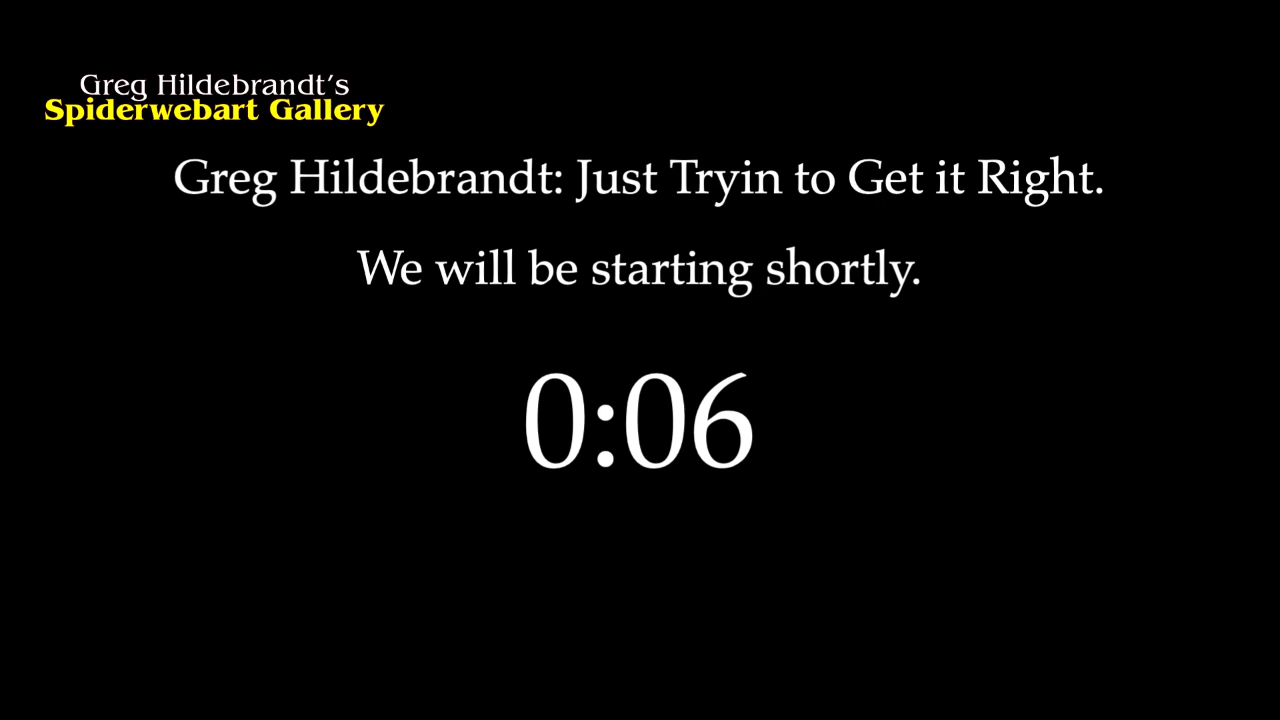 Greg Hildebrandt's
Spiderwebart Gallery
Greg Hildebrandt: Just Tryin to Get it Right.
We will be starting shortly.
0:06